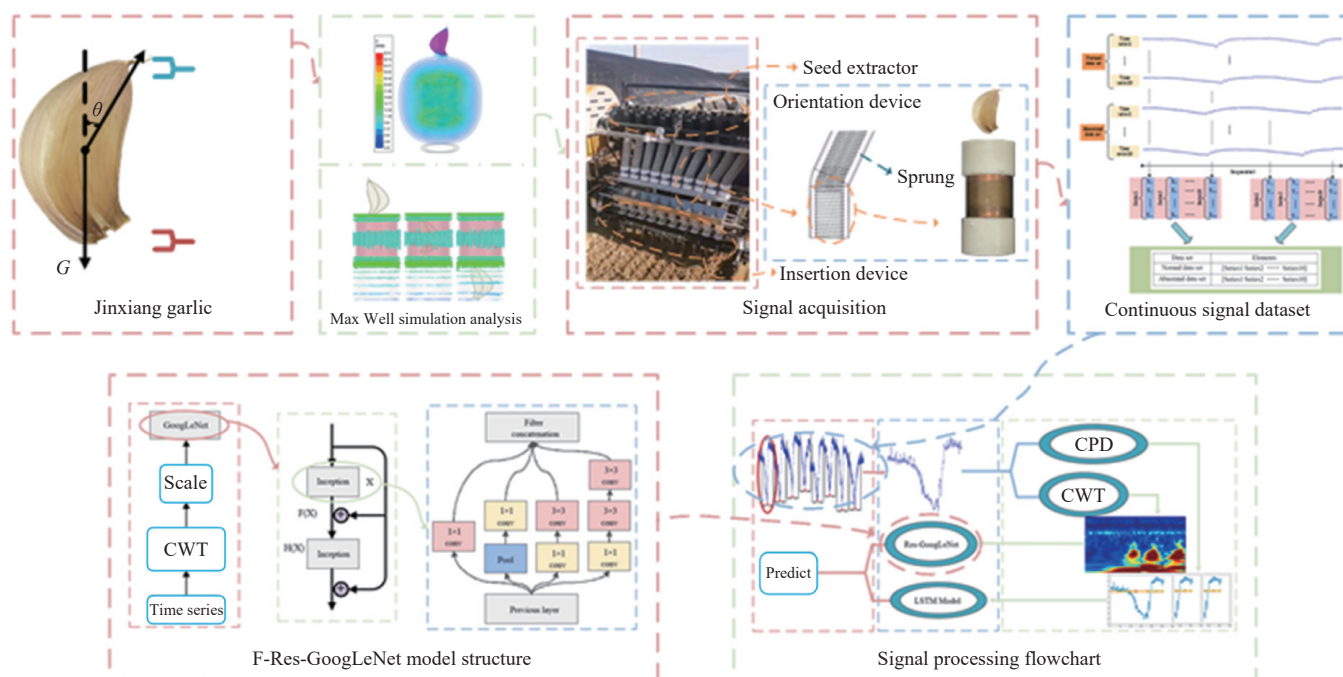 θ
G
Jinxiang garlic
Max Well simulation analysis
Seed extractor
Orientation device
Sprung
Insertion device
Signal acquisition
Data set
Elements
Normal data set
Abnormal data set
Continuous signal dataset
GoogLeNet
Scale
CWT
Time series
Inception
X
F(X)
H(X)
Inception
Filter
concatenation
3×3
conv
1×1
conv
3×3
conv
3×3
conv
1×1
conv
Pool
1×1
conv
1×1
conv
Previous layer
F-Res-GoogLeNet model structure
CPD
CWT
Res-GoogLeNet
Predict
LSTM Model
Signal processing flowchart